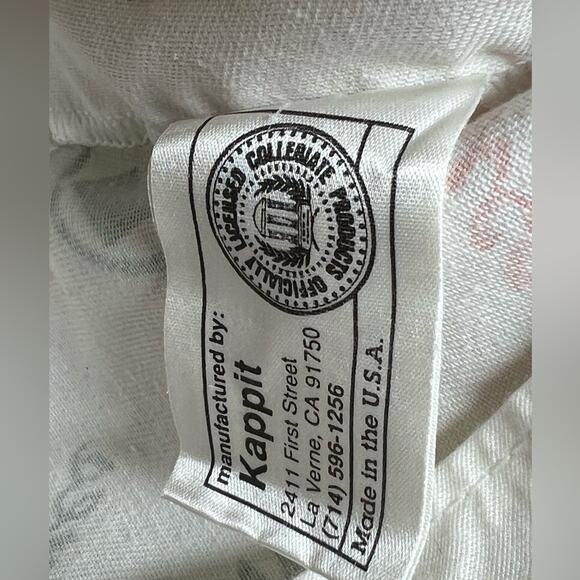 OFFICIALLY LICENSED COLLEGIATE PRODUCTS
manufactured by:
Kappit
2411 First Street
La Verne, CA 91750
(714) 596-1256
Made in the U.S.A.